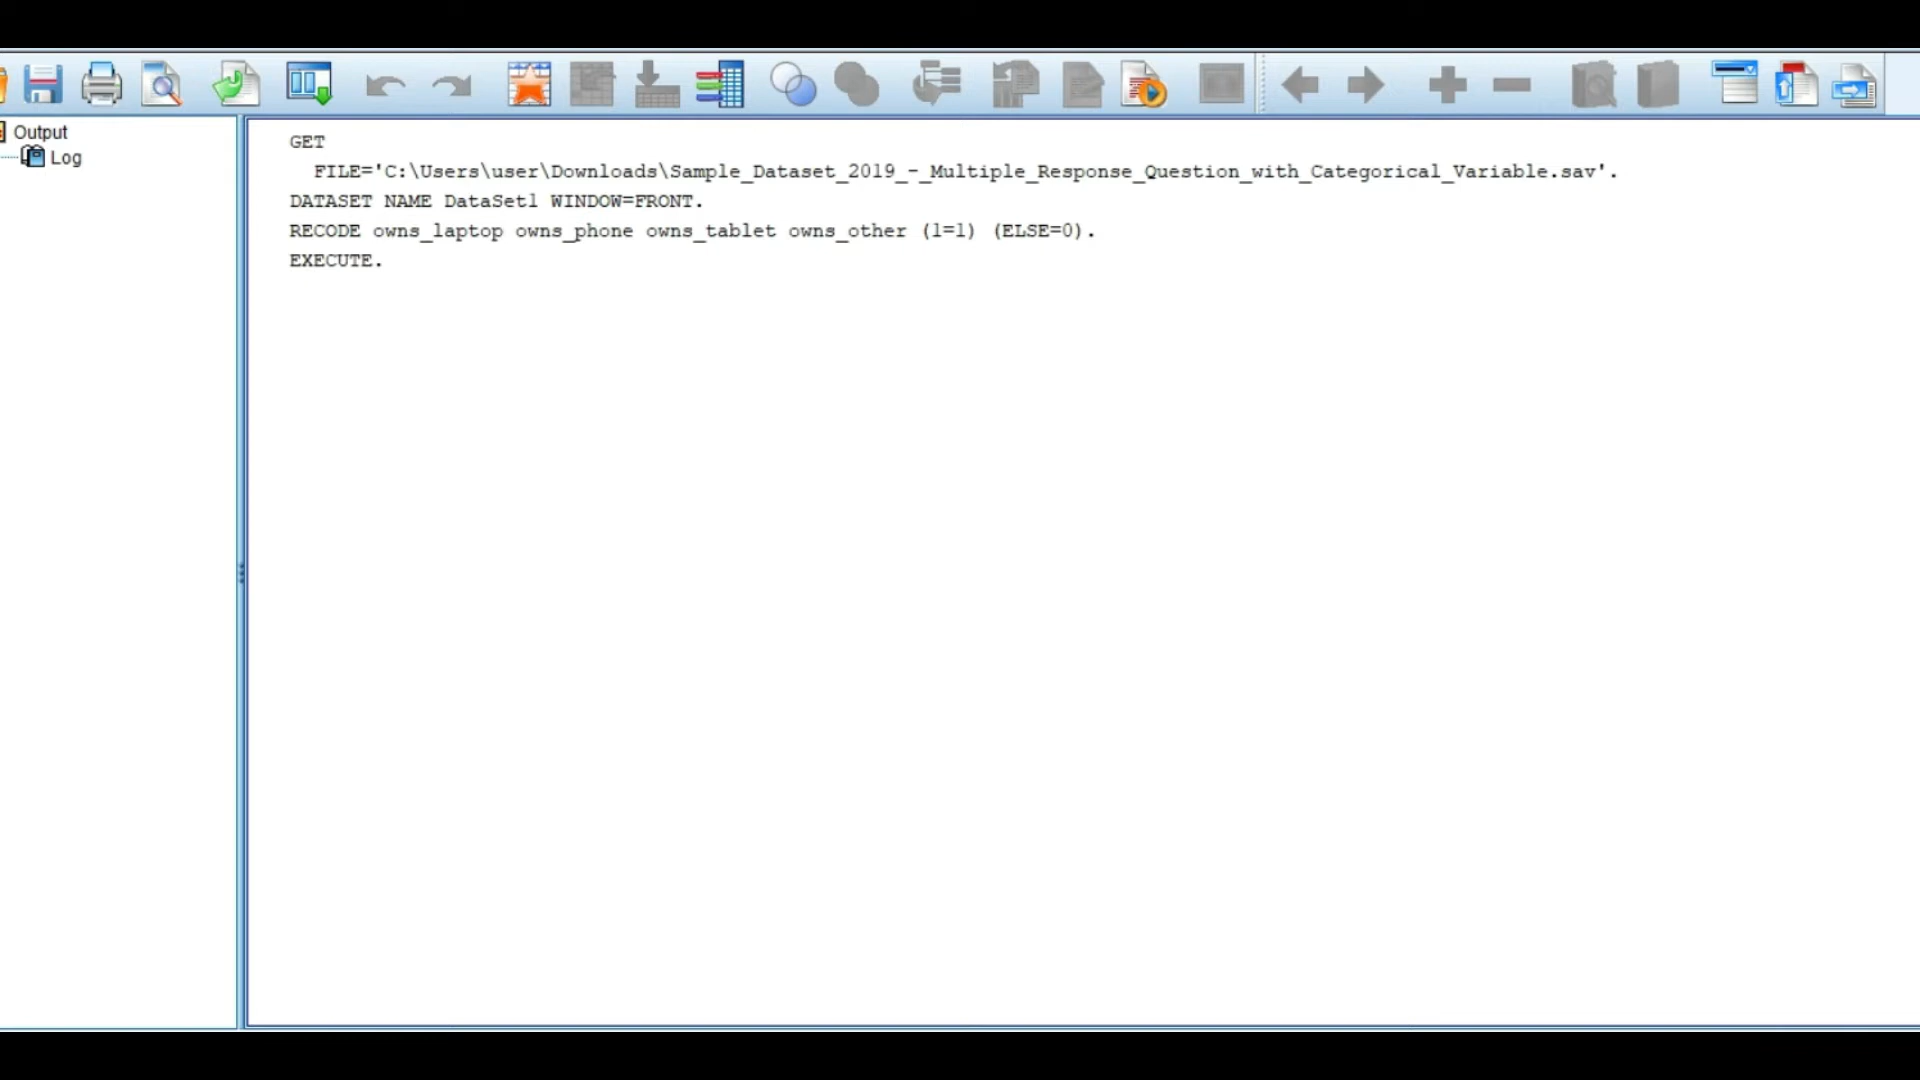 Output
Log
GET
FILE='C:\Users\user\Downloads\Sample_Dataset_2019_-_Multiple_Response_Question_with_Categorical_Variable.sav'.
DATASET NAME DataSet1 WINDOW=FRONT.
RECODE owns_laptop owns_phone owns_tablet owns_other (1=1) (ELSE=0).
EXECUTE.